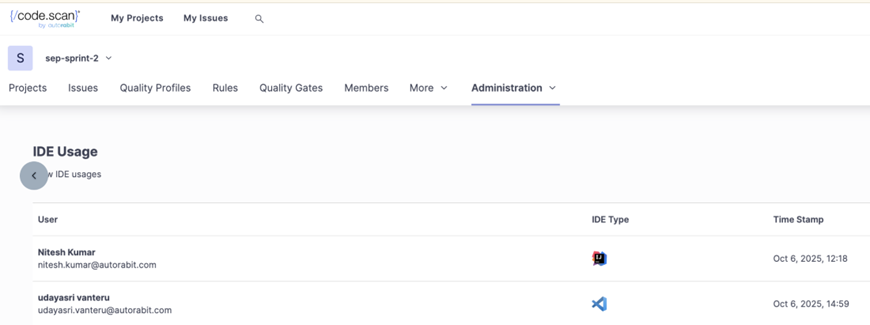 {/code.scan}
by autorabit
My Projects My Issues
S sep-sprint-2
Projects Issues Quality Profiles Rules Quality Gates Members More Administration
IDE Usage
w IDE usages
User IDE Type Time Stamp
Nitesh Kumar
nitesh.kumar@autorabit.com
IJ
Oct 6, 2025, 12:18
udayasri vanteru
udayasri.vanteru@autorabit.com
Oct 6, 2025, 14:59